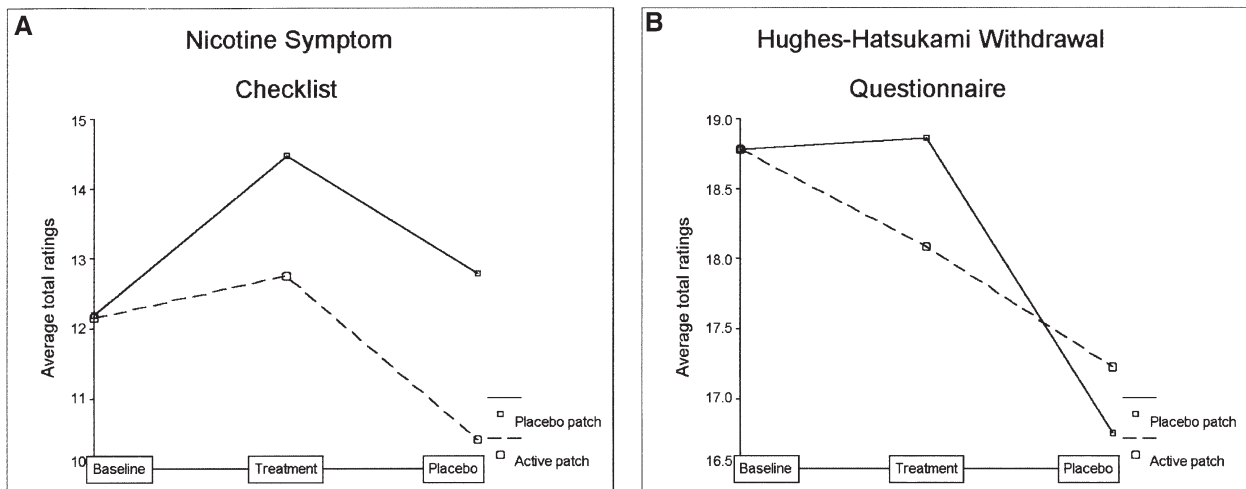 A
Nicotine Symptom
Checklist
Average total ratings
15
14
13
12
11
10
Baseline
Treatment
Placebo
Placebo patch
Active patch
B
Hughes-Hatsukami Withdrawal
Questionnaire
Average total ratings
19.0
18.5
18.0
17.5
17.0
16.5
Baseline
Treatment
Placebo
Placebo patch
Active patch